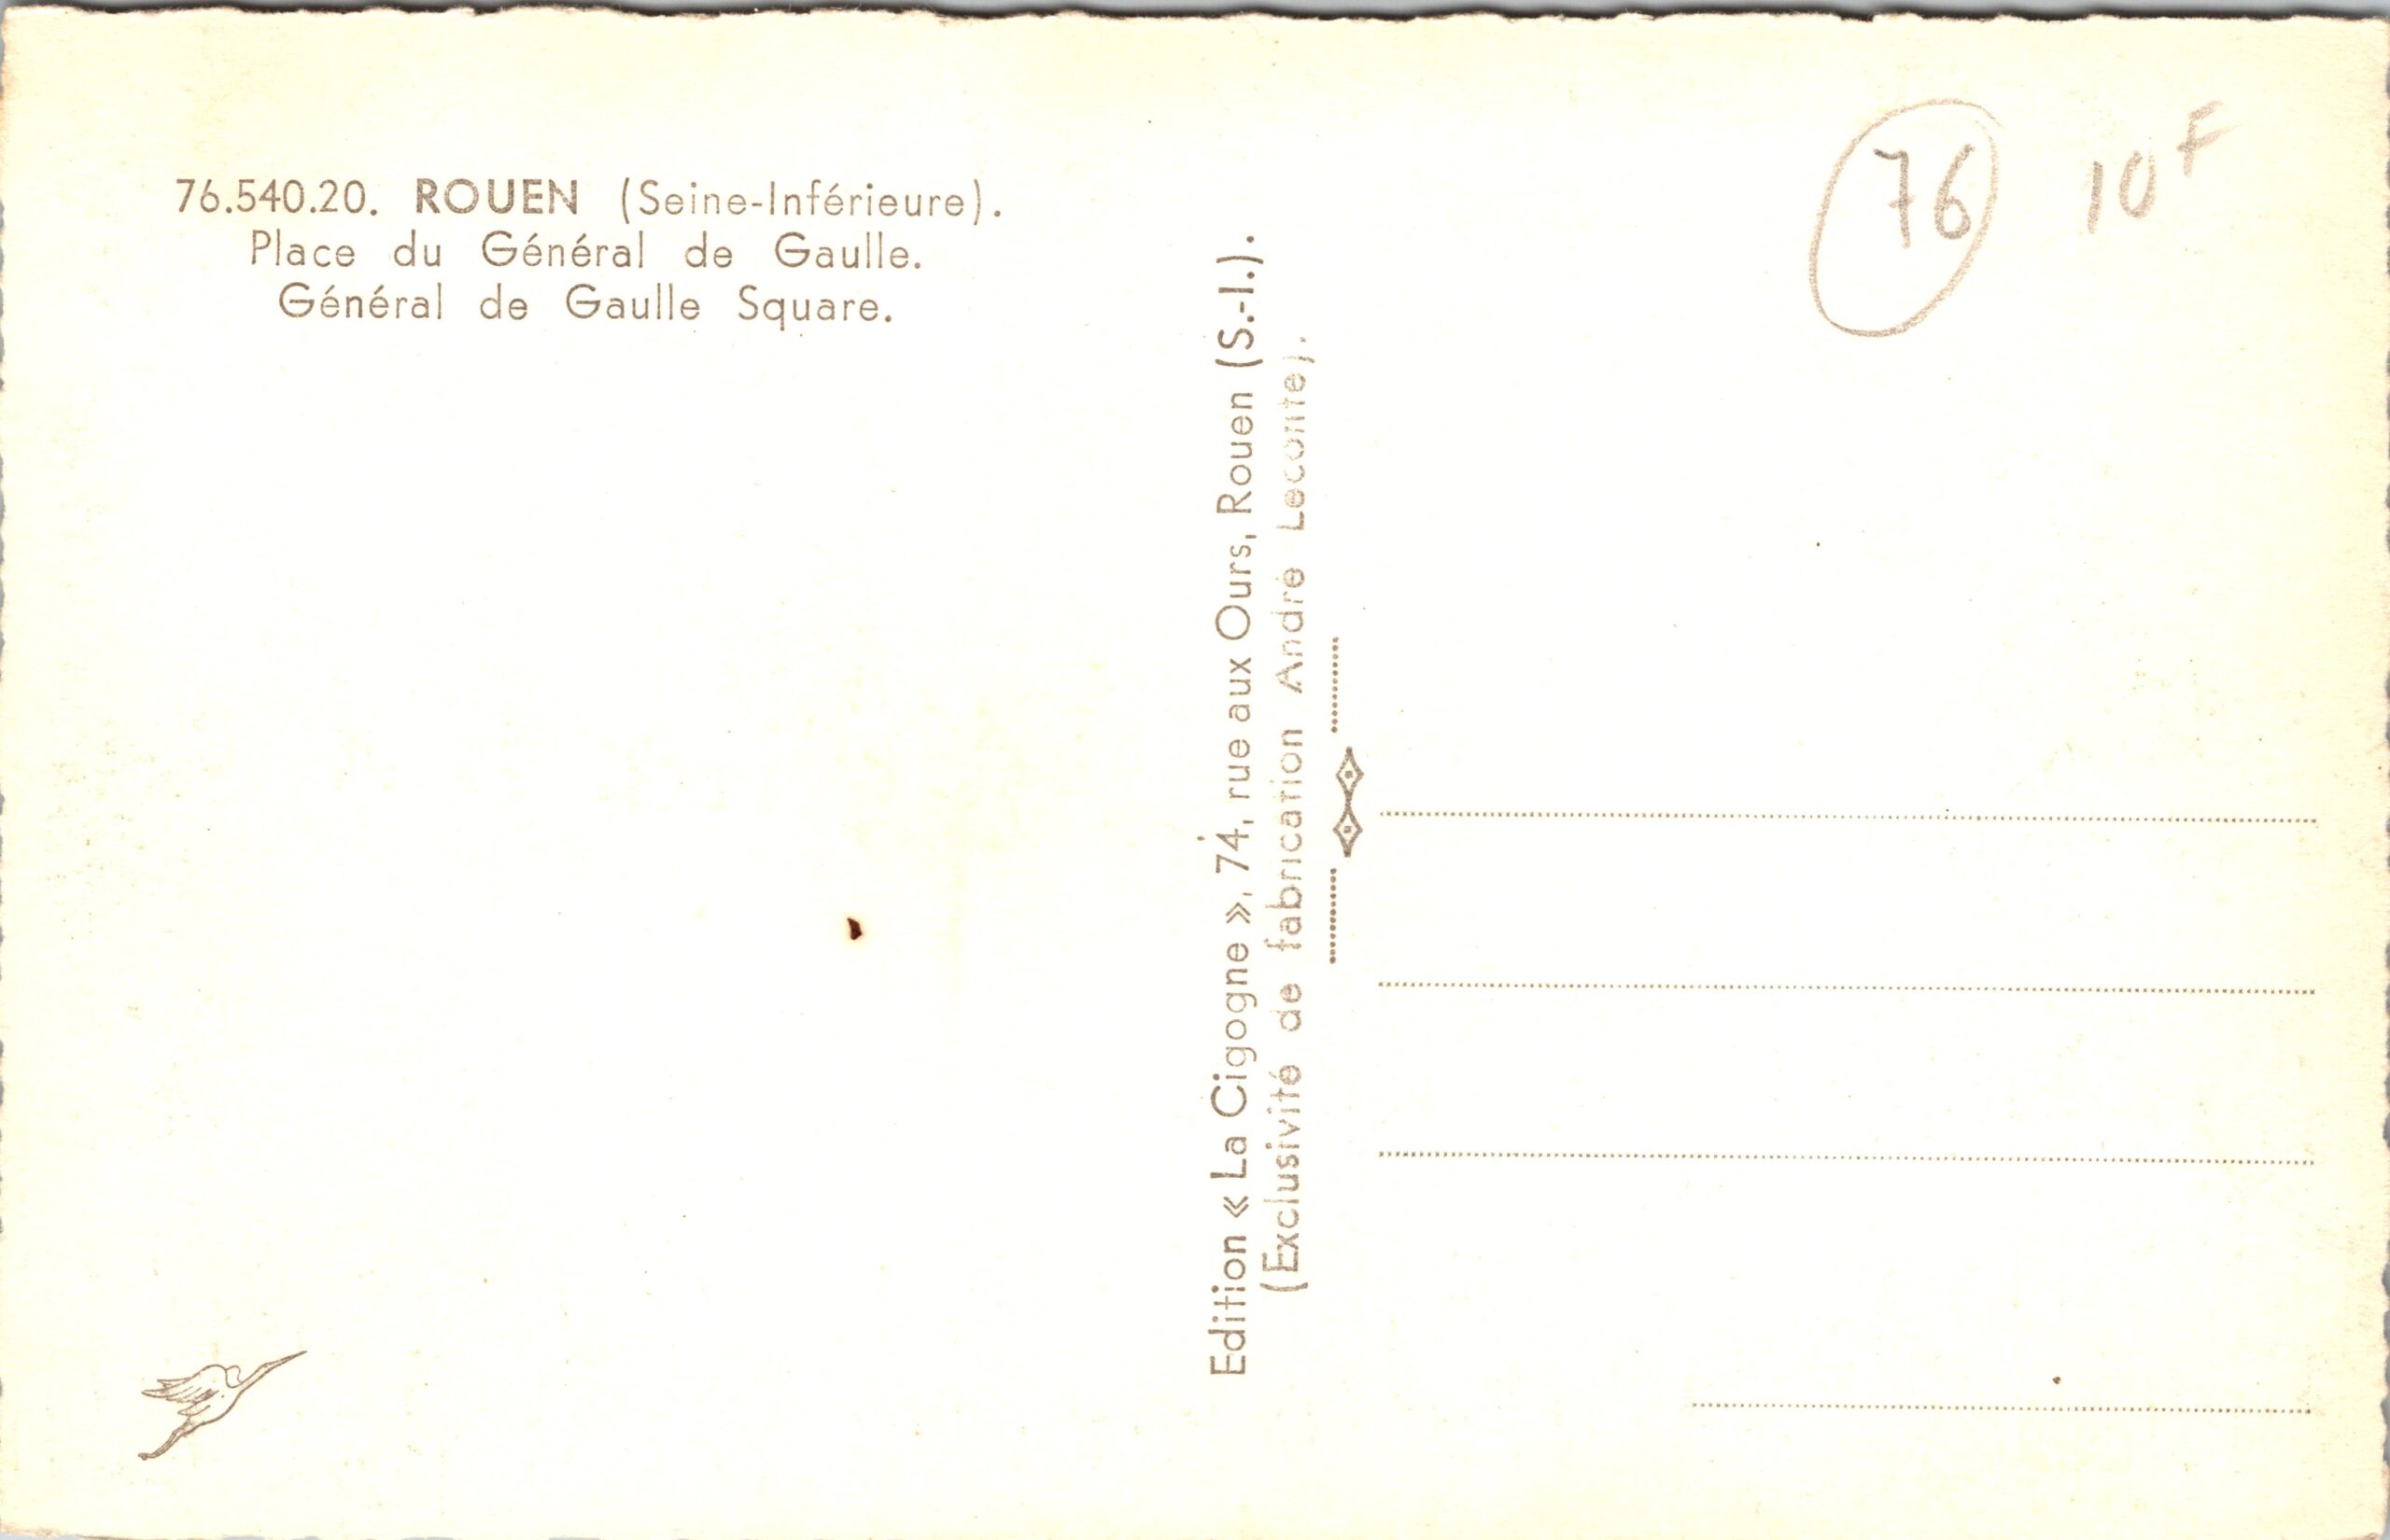 76.540.20. ROUEN (Seine-Inférieure).
Place du Général de Gaulle.
Général de Gaulle Square.
Edition « La Cigogne », 74, rue aux Ours, Rouen (S.-I.).
(Exclusivité de fabrication André Leconte).
76
10F